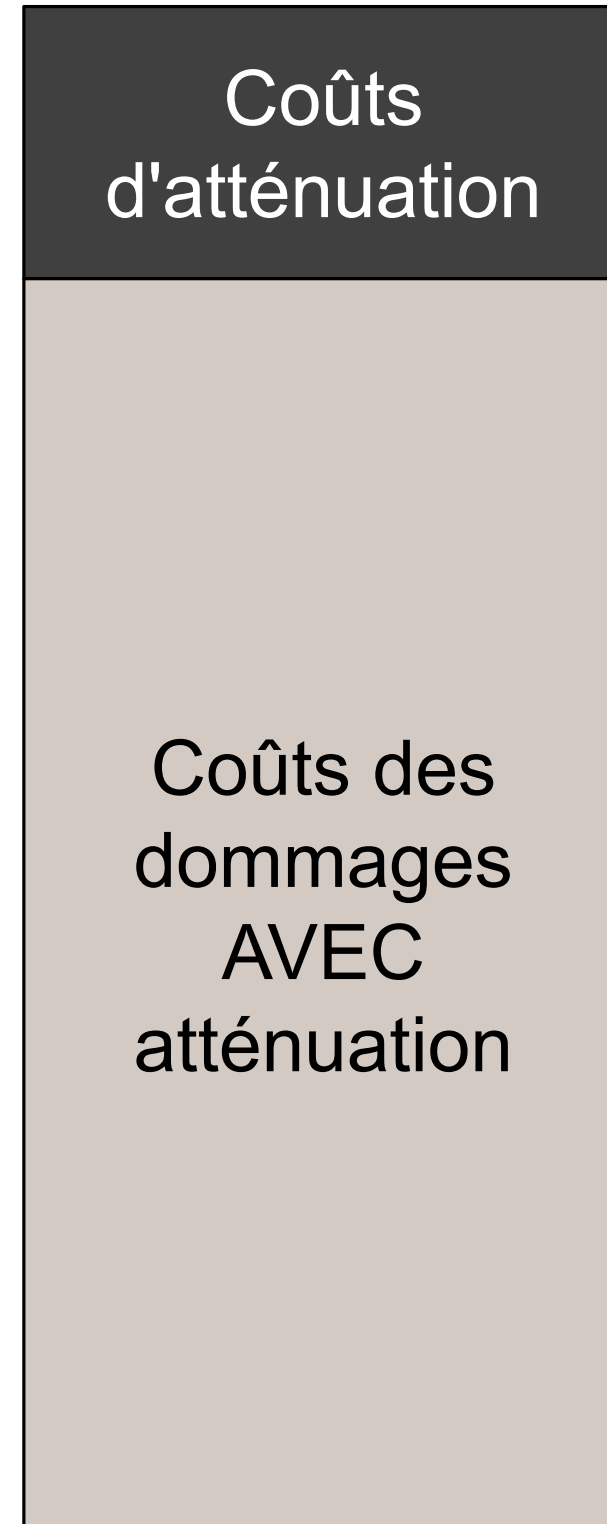 Coûts
d'atténuation
Coûts des
dommages
AVEC
atténuation